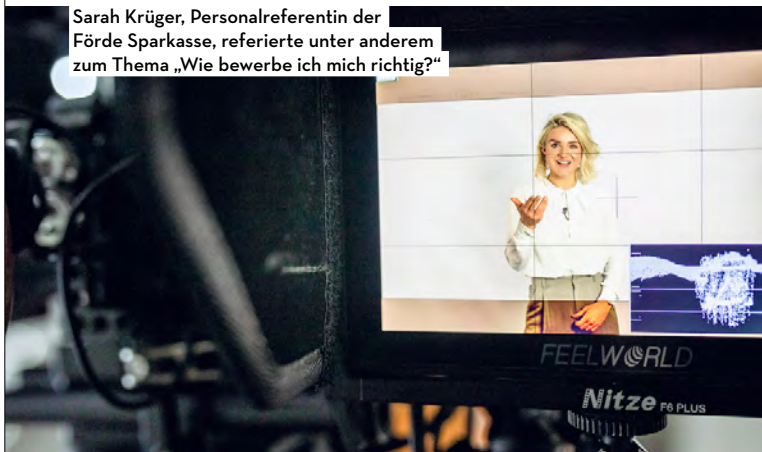 Sarah Krüger, Personalreferentin der
Förde Sparkasse, referierte unter anderem
zum Thema „Wie bewerbe ich mich richtig?“
FEELWORLD
Nitze F6 PLUS